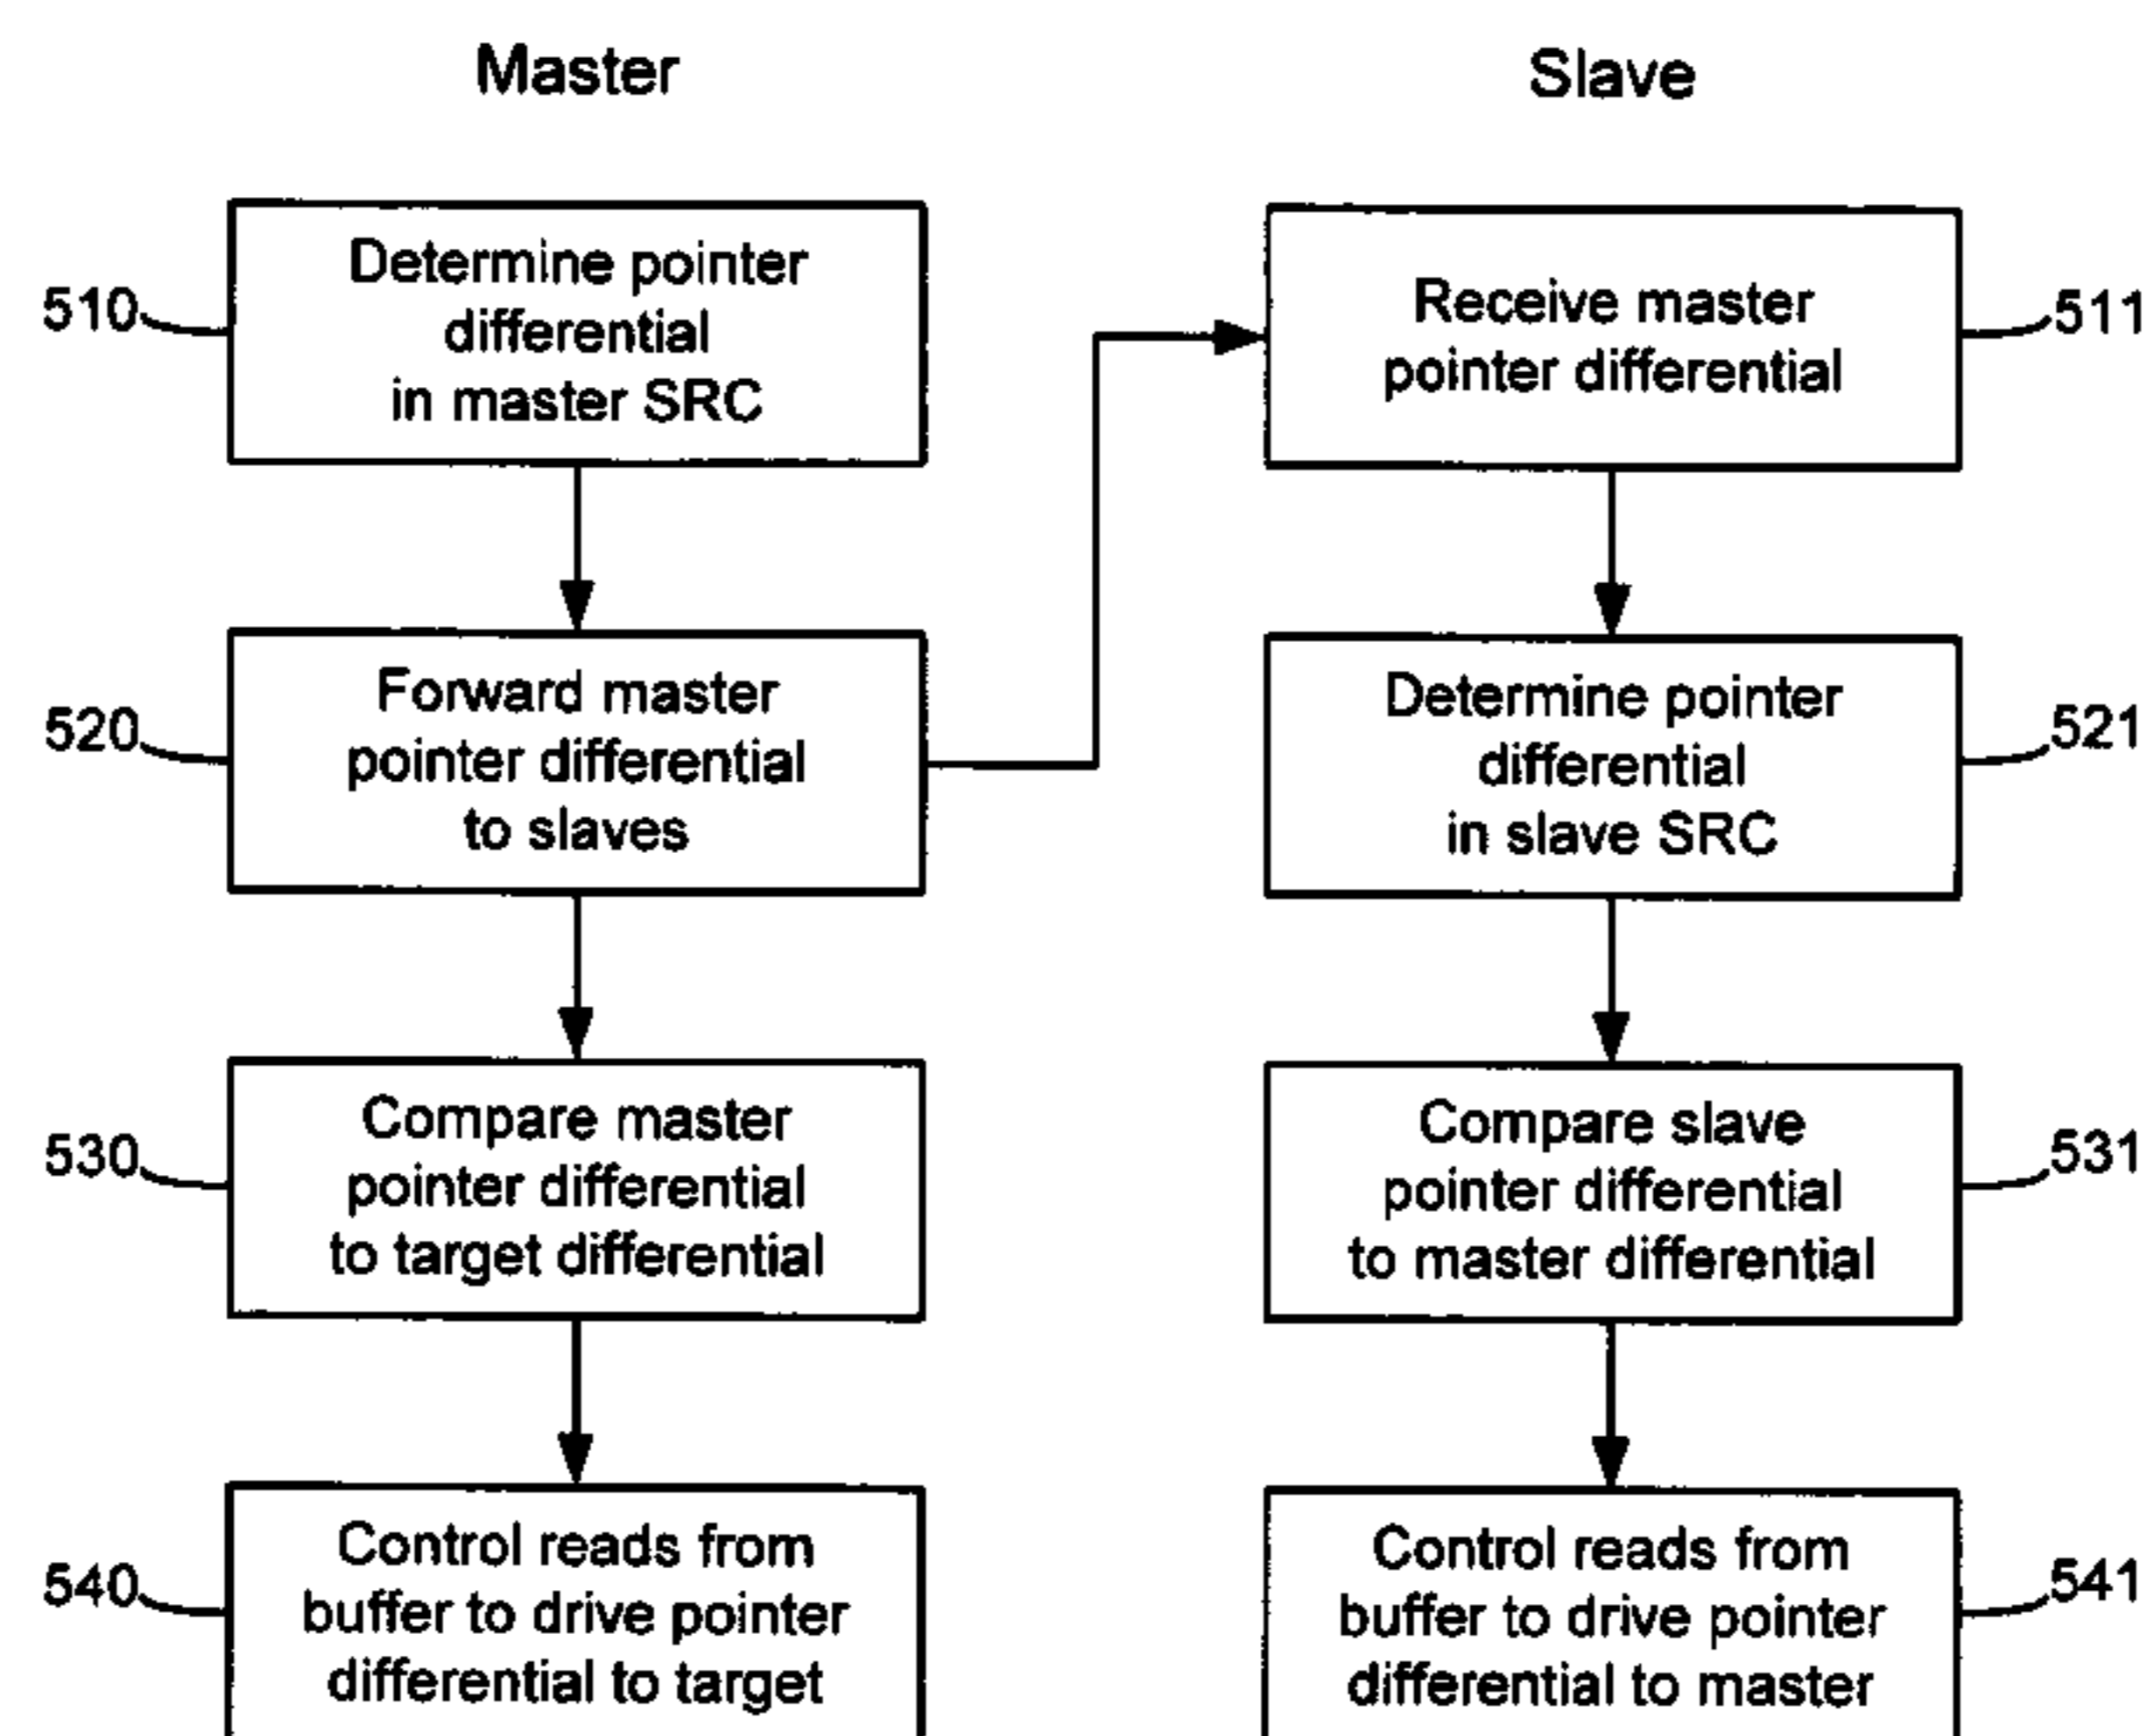 Master
510
Determine pointer
differential
in master SRC
520
Forward master
pointer differential
to slaves
530
Compare master
pointer differential
to target differential
540
Control reads from
buffer to drive pointer
differential to target
Slave
Receive master
pointer differential
511
Determine pointer
differential
in slave SRC
521
Compare slave
pointer differential
to master differential
531
Control reads from
buffer to drive pointer
differential to master
541